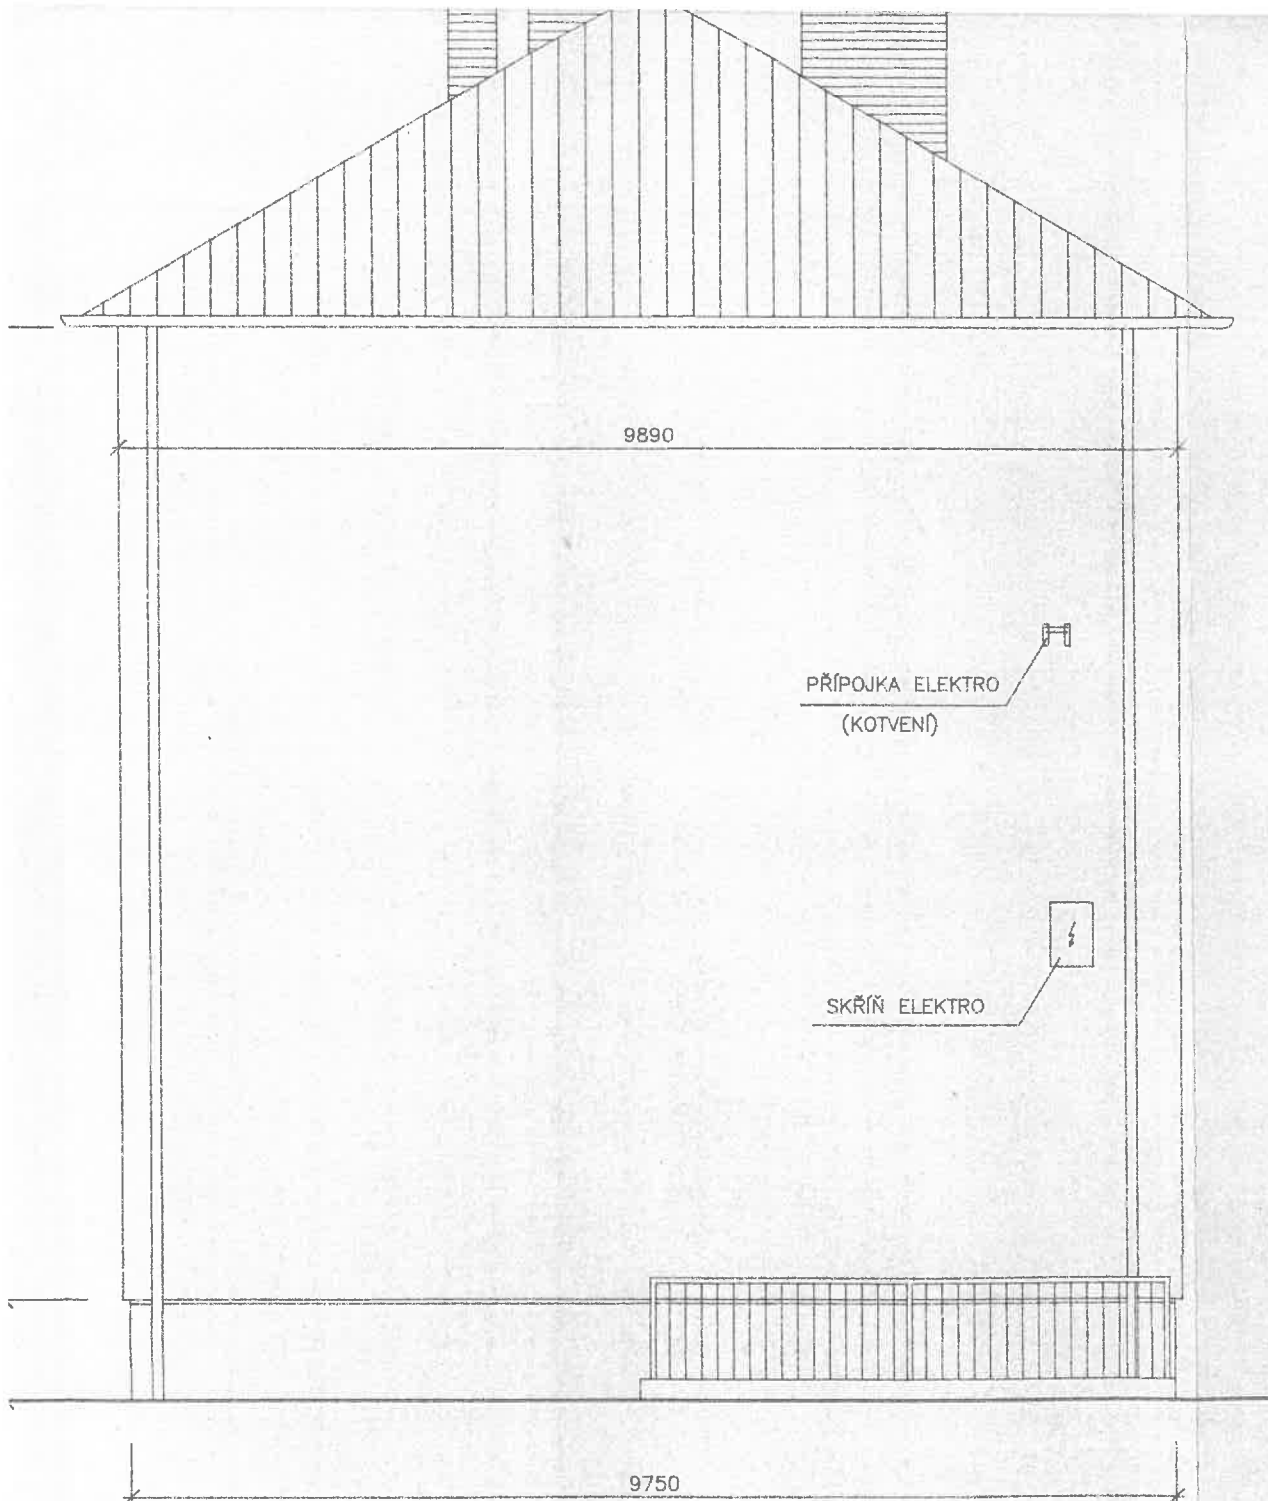 9890
PŘÍPOJKA ELEKTRO
(KOTVENÍ)
SKŘÍŇ ELEKTRO
9750